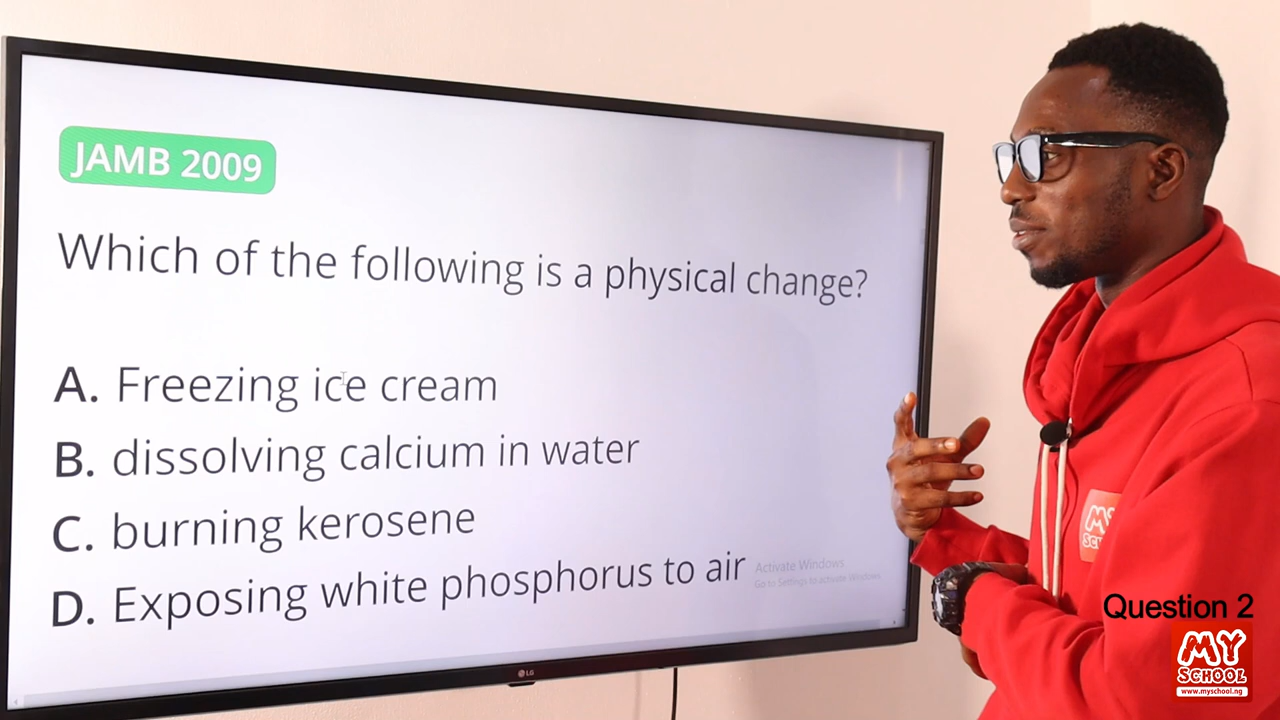 JAMB 2009
Which of the following is a physical change?
A. Freezing ice cream
B. dissolving calcium in water
C. burning kerosene
D. Exposing white phosphorus to air
Activate Windows
Go to Settings to activate Windows.
LG
MY
Question 2
MY
SCHOOL
www.myschool.ng